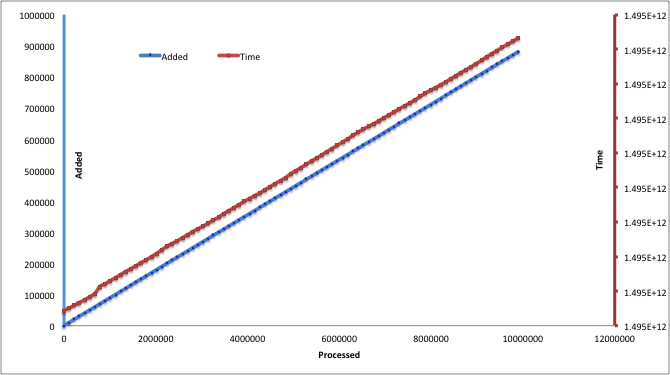 1000000
900000
800000
700000
600000
500000
400000
300000
200000
100000
0
Added
Added
Time
0
2000000
4000000
6000000
8000000
10000000
12000000
Processed
Time
1.495E+12
1.495E+12
1.495E+12
1.495E+12
1.495E+12
1.495E+12
1.495E+12
1.495E+12
1.495E+12
1.495E+12